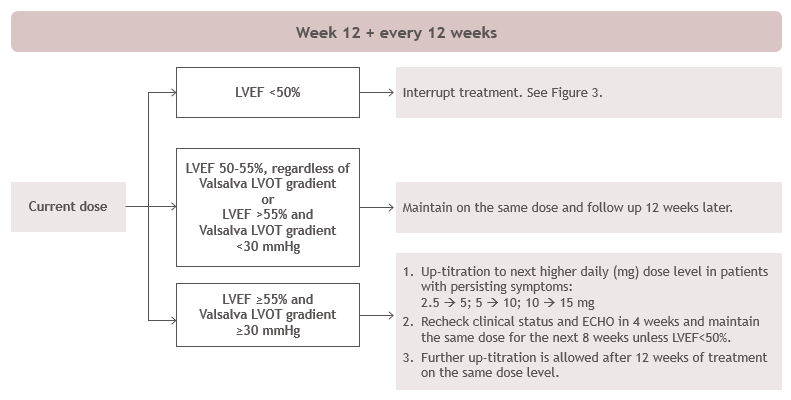 Week 12 + every 12 weeks
LVEF <50%
Interrupt treatment. See Figure 3.
Current dose
LVEF 50-55%, regardless of
Valsalva LVOT gradient
or
LVEF >55% and
Valsalva LVOT gradient
<30 mmHg
Maintain on the same dose and follow up 12 weeks later.
LVEF ≥55% and
Valsalva LVOT gradient
≥30 mmHg
1. Up-titration to next higher daily (mg) dose level in patients
with persisting symptoms:
2.5 → 5; 5 → 10; 10 → 15 mg
2. Recheck clinical status and ECHO in 4 weeks and maintain
the same dose for the next 8 weeks unless LVEF<50%.
3. Further up-titration is allowed after 12 weeks of treatment
on the same dose level.